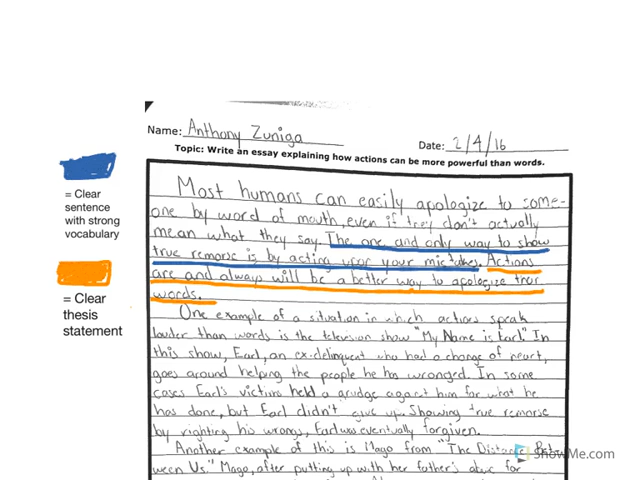 Name: Anthony Zuniga
Date: 2/4/16
Topic: Write an essay explaining how actions can be more powerful than words.
= Clear
sentence
with strong
vocabulary
= Clear
thesis
statement
Most humans can easily apologize to some-
one by word of mouth, even if they don't actually
mean what they say. The one and only way to show
true remorse is by acting upor your mistakes. Actions
are and always will be a better way to apologize than
words.
One example of a situation in which actions speak
louder than words is the television show "My Name is Earl." In
this show, Earl, an ex-delinquent who had a change of heart,
goes around helping the people he has wronged. In some
cases Earl's victims held a grudge against him for what he
has done, but Earl didn't give up. Showing true remorse
by righting his wrongs, Earl was eventually forgiven.
Another example of this is Mago from "The Distance Bet-
ween Us." Mago, after putting up with her father's abuse for
ShowMe.com